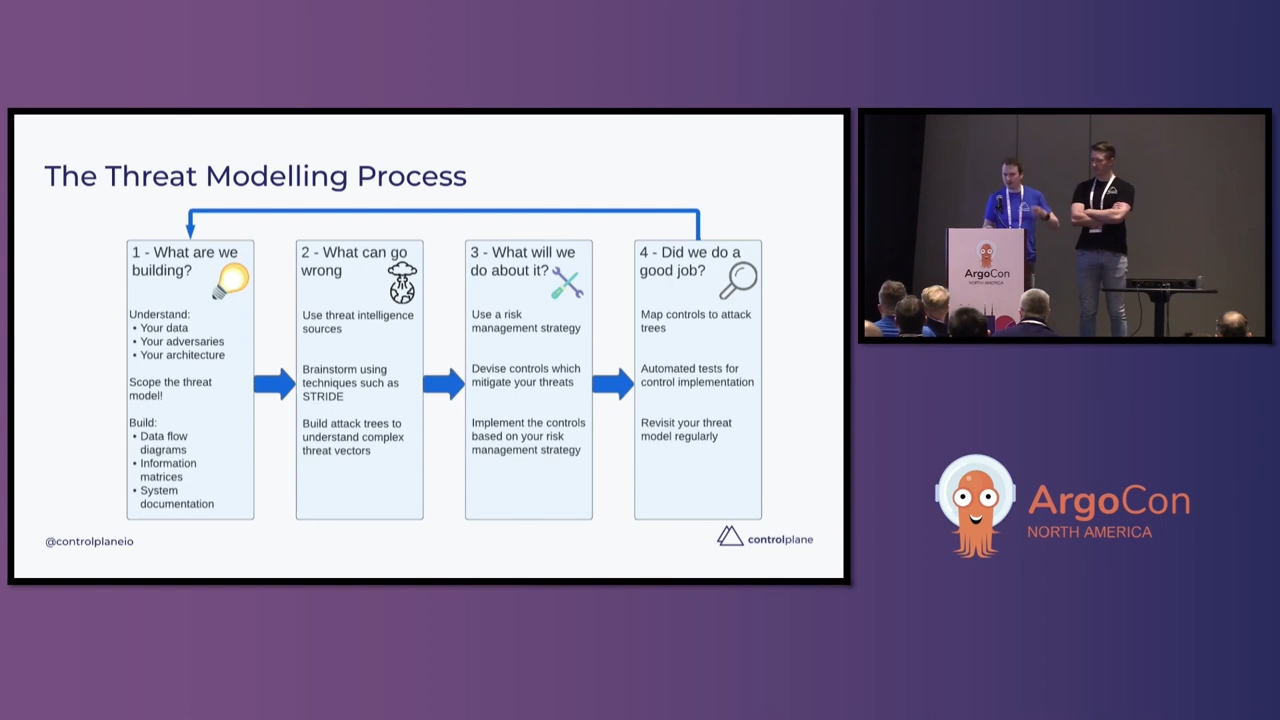 The Threat Modelling Process
1 - What are we
building?
Understand:
• Your data
• Your adversaries
• Your architecture
Scope the threat
model!
Build:
• Data flow
diagrams
• Information
matrices
• System
documentation
2 - What can go
wrong
Use threat intelligence
sources
Brainstorm using
techniques such as
STRIDE
Build attack trees to
understand complex
threat vectors
3 - What will we
do about it?
Use a risk
management strategy
Devise controls which
mitigate your threats
Implement the controls
based on your risk
management strategy
4 - Did we do a
good job?
Map controls to attack
trees
Automated tests for
control implementation
Revisit your threat
model regularly
@controlplaneio
controlplane
ArgoCon
NORTH AMERICA
ArgoCon
NORTH AMERICA